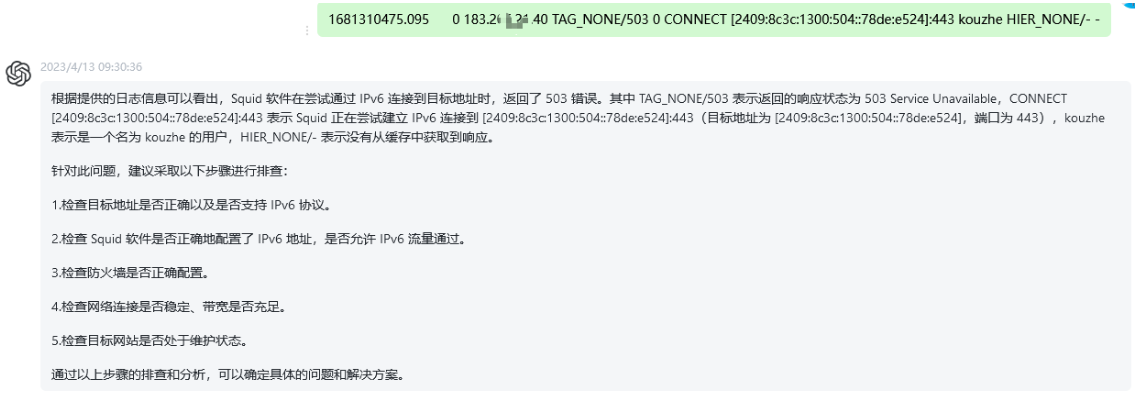 1681310475.095 0 183.2 .40 TAG_NONE/503 0 CONNECT [2409:8c3c:1300:504::78de:e524]:443 kouzhe HIER_NONE/- -
2023/4/13 09:30:36
根据提供的日志信息可以看出，Squid 软件在尝试通过 IPv6 连接到目标地址时，返回了 503 错误。其中 TAG_NONE/503 表示返回的响应状态为 503 Service Unavailable，CONNECT
[2409:8c3c:1300:504::78de:e524]:443 表示 Squid 正在尝试建立 IPv6 连接到 [2409:8c3c:1300:504::78de:e524]:443（目标地址为 [2409:8c3c:1300:504::78de:e524]，端口为 443），kouzhe
表示是一个名为 kouzhe 的用户，HIER_NONE/- 表示没有从缓存中获取到响应。
针对此问题，建议采取以下步骤进行排查：
1.检查目标地址是否正确以及是否支持 IPv6 协议。
2.检查 Squid 软件是否正确地配置了 IPv6 地址，是否允许 IPv6 流量通过。
3.检查防火墙是否正确配置。
4.检查网络连接是否稳定、带宽是否充足。
5.检查目标网站是否处于维护状态。
通过以上步骤的排查和分析，可以确定具体的问题和解决方案。